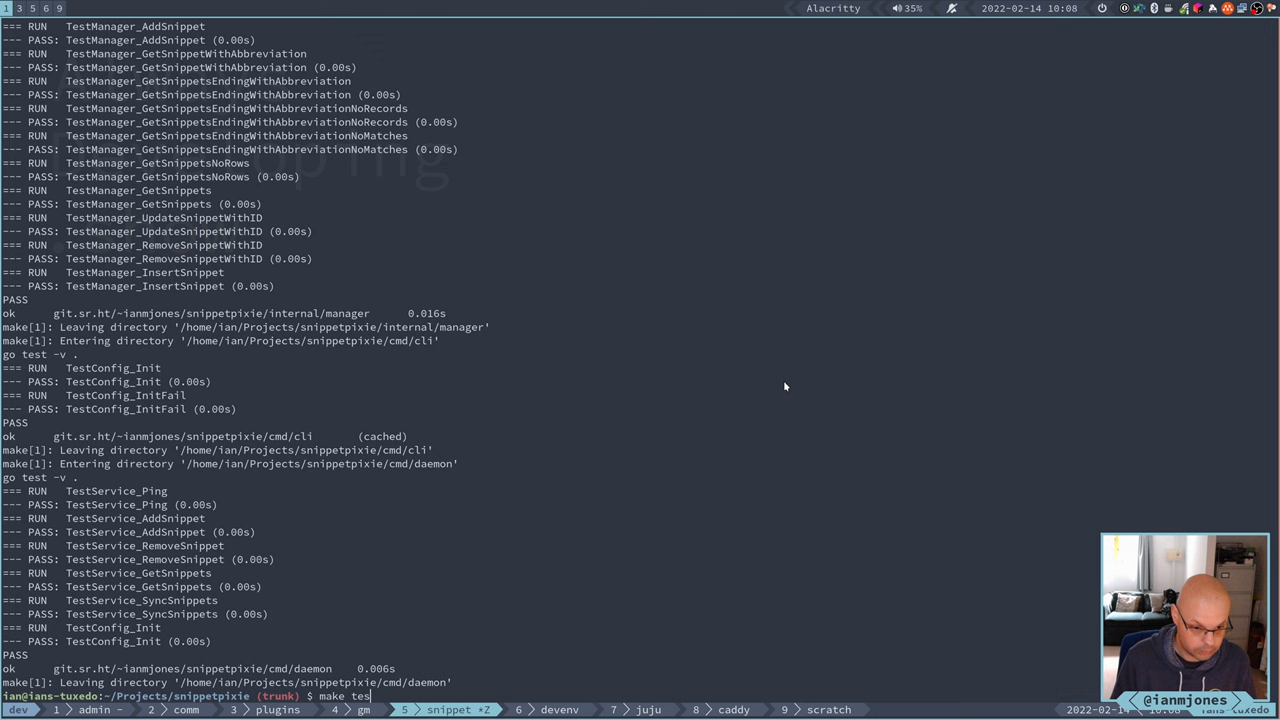 1 3 5 6 9 Alacritty 35% 2022-02-14 10:08
=== RUN   TestManager_AddSnippet
--- PASS: TestManager_AddSnippet (0.00s)
=== RUN   TestManager_GetSnippetWithAbbreviation
--- PASS: TestManager_GetSnippetWithAbbreviation (0.00s)
=== RUN   TestManager_GetSnippetsEndingWithAbbreviation
--- PASS: TestManager_GetSnippetsEndingWithAbbreviation (0.00s)
=== RUN   TestManager_GetSnippetsEndingWithAbbreviationNoRecords
--- PASS: TestManager_GetSnippetsEndingWithAbbreviationNoRecords (0.00s)
=== RUN   TestManager_GetSnippetsEndingWithAbbreviationNoMatches
--- PASS: TestManager_GetSnippetsEndingWithAbbreviationNoMatches (0.00s)
=== RUN   TestManager_GetSnippetsNoRows
--- PASS: TestManager_GetSnippetsNoRows (0.00s)
=== RUN   TestManager_GetSnippets
--- PASS: TestManager_GetSnippets (0.00s)
=== RUN   TestManager_UpdateSnippetWithID
--- PASS: TestManager_UpdateSnippetWithID (0.00s)
=== RUN   TestManager_RemoveSnippetWithID
--- PASS: TestManager_RemoveSnippetWithID (0.00s)
=== RUN   TestManager_InsertSnippet
--- PASS: TestManager_InsertSnippet (0.00s)
PASS
ok      git.sr.ht/~ianmjones/snippetpixie/internal/manager      0.016s
make[1]: Leaving directory '/home/ian/Projects/snippetpixie/internal/manager'
make[1]: Entering directory '/home/ian/Projects/snippetpixie/cmd/cli'
go test -v .
=== RUN   TestConfig_Init
--- PASS: TestConfig_Init (0.00s)
=== RUN   TestConfig_InitFail
--- PASS: TestConfig_InitFail (0.00s)
PASS
ok      git.sr.ht/~ianmjones/snippetpixie/cmd/cli       (cached)
make[1]: Leaving directory '/home/ian/Projects/snippetpixie/cmd/cli'
make[1]: Entering directory '/home/ian/Projects/snippetpixie/cmd/daemon'
go test -v .
=== RUN   TestService_Ping
--- PASS: TestService_Ping (0.00s)
=== RUN   TestService_AddSnippet
--- PASS: TestService_AddSnippet (0.00s)
=== RUN   TestService_RemoveSnippet
--- PASS: TestService_RemoveSnippet (0.00s)
=== RUN   TestService_GetSnippets
--- PASS: TestService_GetSnippets (0.00s)
=== RUN   TestService_SyncSnippets
--- PASS: TestService_SyncSnippets (0.00s)
=== RUN   TestConfig_Init
--- PASS: TestConfig_Init (0.00s)
PASS
ok      git.sr.ht/~ianmjones/snippetpixie/cmd/daemon    0.006s
make[1]: Leaving directory '/home/ian/Projects/snippetpixie/cmd/daemon'
ian@ians-tuxedo:~/Projects/snippetpixie (trunk) $ make tes
@ianmjones
dev 1 admin - 2 comm 3 plugins 4 gm 5 snippet *Z 6 devenv 7 juju 8 caddy 9 scratch 2022-02-14